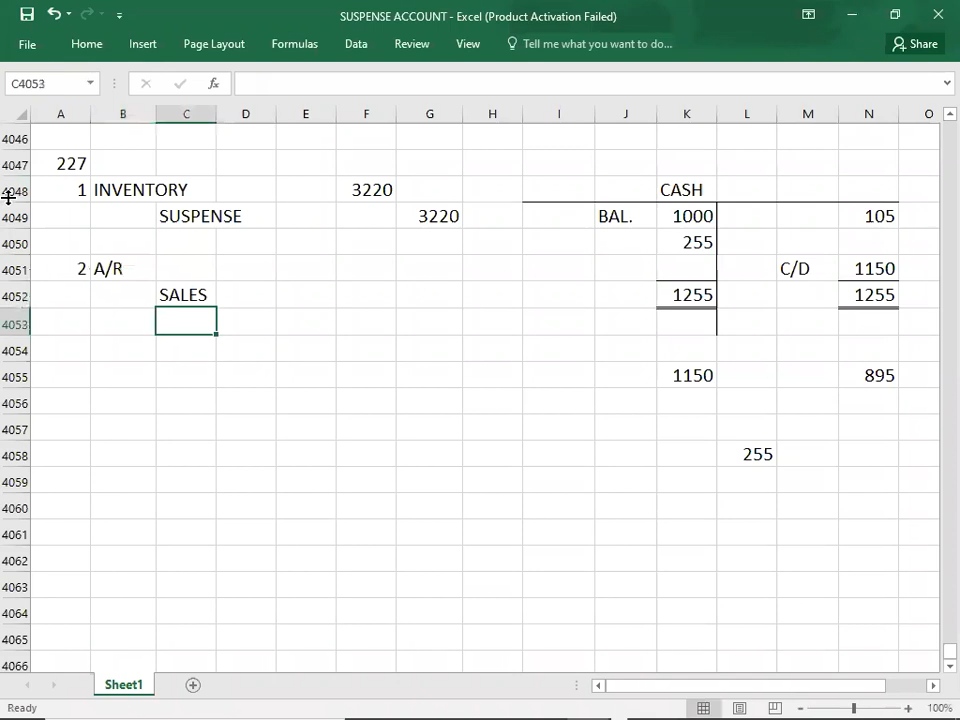 SUSPENSE ACCOUNT - Excel (Product Activation Failed)
File Home Insert Page Layout Formulas Data Review View Tell me what you want to do... Share
C4053 fx
A B C D E F G H I J K L M N O
4046
4047 227
4048 1 INVENTORY 3220 CASH
4049 SUSPENSE 3220 BAL. 1000 105
4050 255
4051 2 A/R C/D 1150
4052 SALES 1255 1255
4053
4054
4055 1150 895
4056
4057
4058 255
4059
4060
4061
4062
4063
4064
4065
4066
Sheet1
Ready 100%